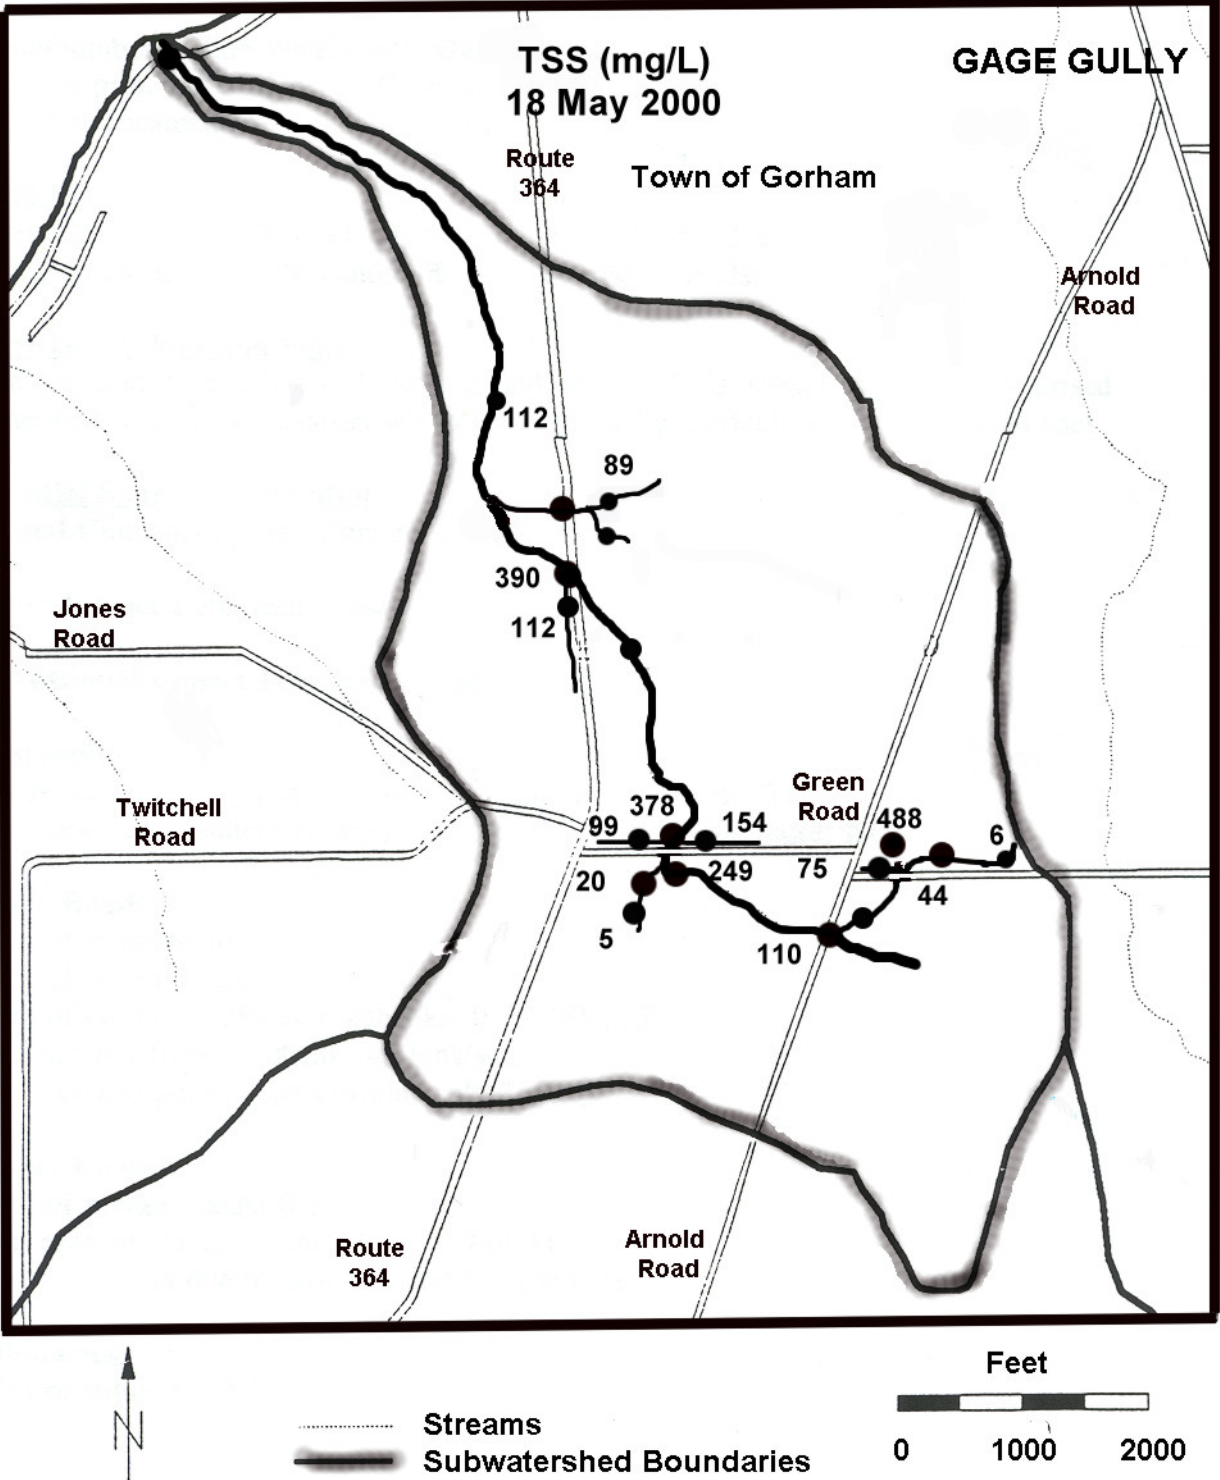 TSS (mg/L)
18 May 2000
GAGE GULLY
Route
364
Town of Gorham
Arnold
Road
112
89
390
112
Jones
Road
Twitchell
Road
Green
Road
378
99
154
488
6
75
20
249
44
5
110
Route
364
Arnold
Road
Feet
N
Streams
Subwatershed Boundaries
0
1000
2000